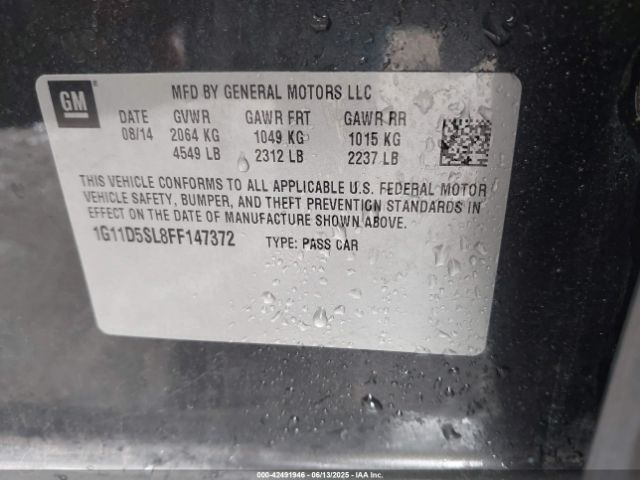 GM
MFD BY GENERAL MOTORS LLC
DATE GVWR GAWR FRT GAWR RR
08/14 2064 KG 1049 KG 1015 KG
4549 LB 2312 LB 2237 LB
THIS VEHICLE CONFORMS TO ALL APPLICABLE U.S. FEDERAL MOTOR
VEHICLE SAFETY, BUMPER, AND THEFT PREVENTION STANDARDS IN
EFFECT ON THE DATE OF MANUFACTURE SHOWN ABOVE.
1G11D5SL8FF147372 TYPE: PASS CAR
000-42491946 - 06/13/2025 - IAA Inc.